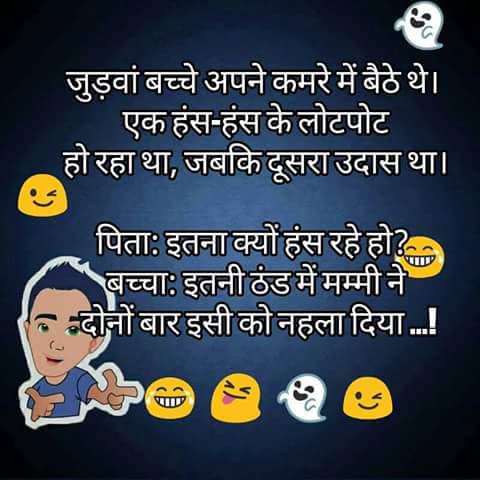 जुड़वां बच्चे अपने कमरे में बैठे थे।
एक हंस-हंस के लोटपोट
हो रहा था, जबकि दूसरा उदास था।
पिता: इतना क्यों हंस रहे हो?
बच्चा: इतनी ठंड में मम्मी ने
दोनों बार इसी को नहला दिया ...!